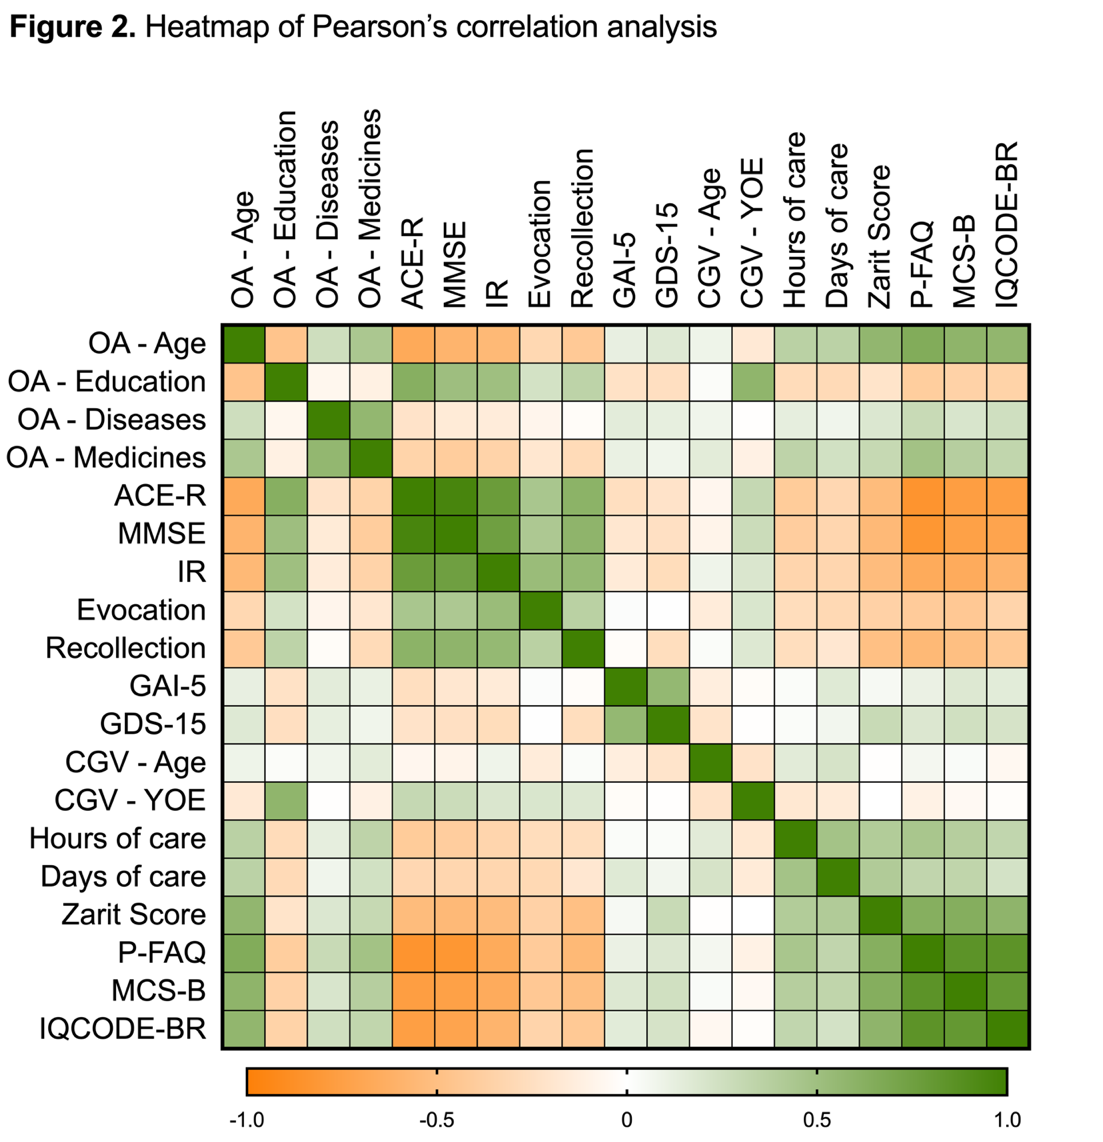 Figure 2. Heatmap of Pearson’s correlation analysis
OA - Age
OA - Education
OA - Diseases
OA - Medicines
ACE-R
MMSE
IR
Evocation
Recollection
GAI-5
GDS-15
CGV - Age
CGV - YOE
Hours of care
Days of care
Zarit Score
P-FAQ
MCS-B
IQCODE-BR
OA - Age
OA - Education
OA - Diseases
OA - Medicines
ACE-R
MMSE
IR
Evocation
Recollection
GAI-5
GDS-15
CGV - Age
CGV - YOE
Hours of care
Days of care
Zarit Score
P-FAQ
MCS-B
IQCODE-BR
-1.0 -0.5 0 0.5 1.0